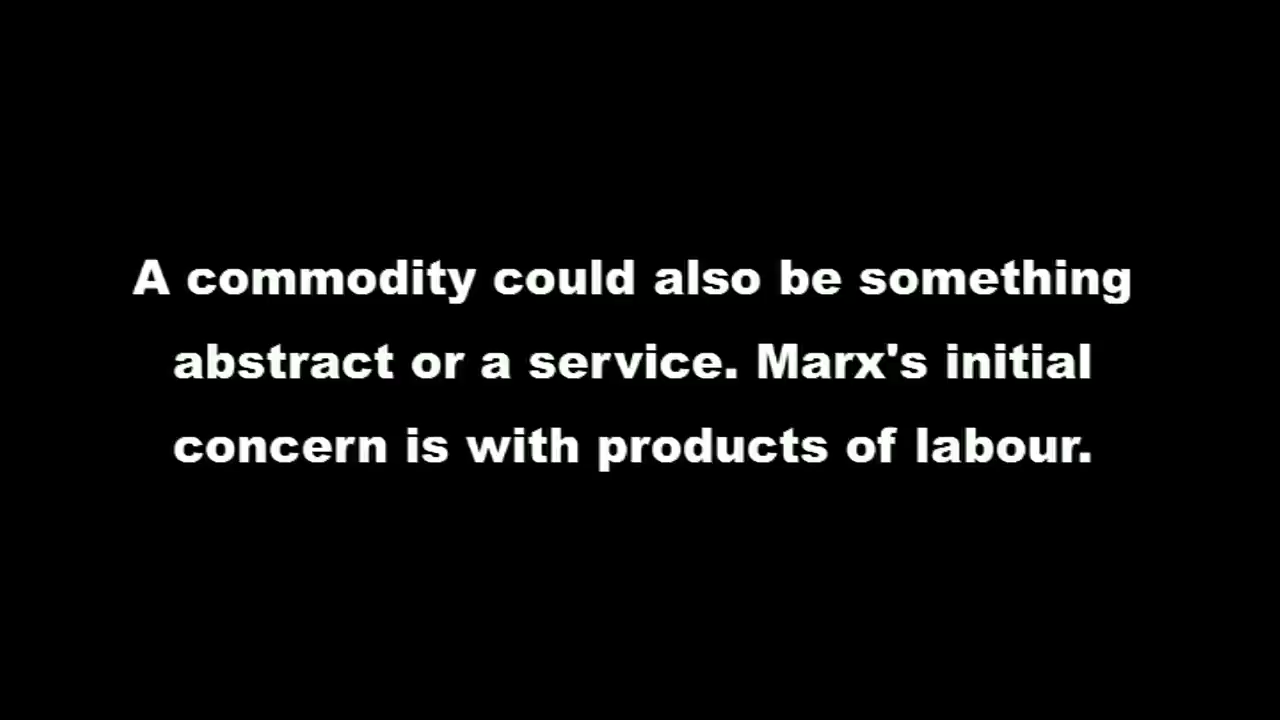 A commodity could also be something
abstract or a service. Marx's initial
concern is with products of labour.